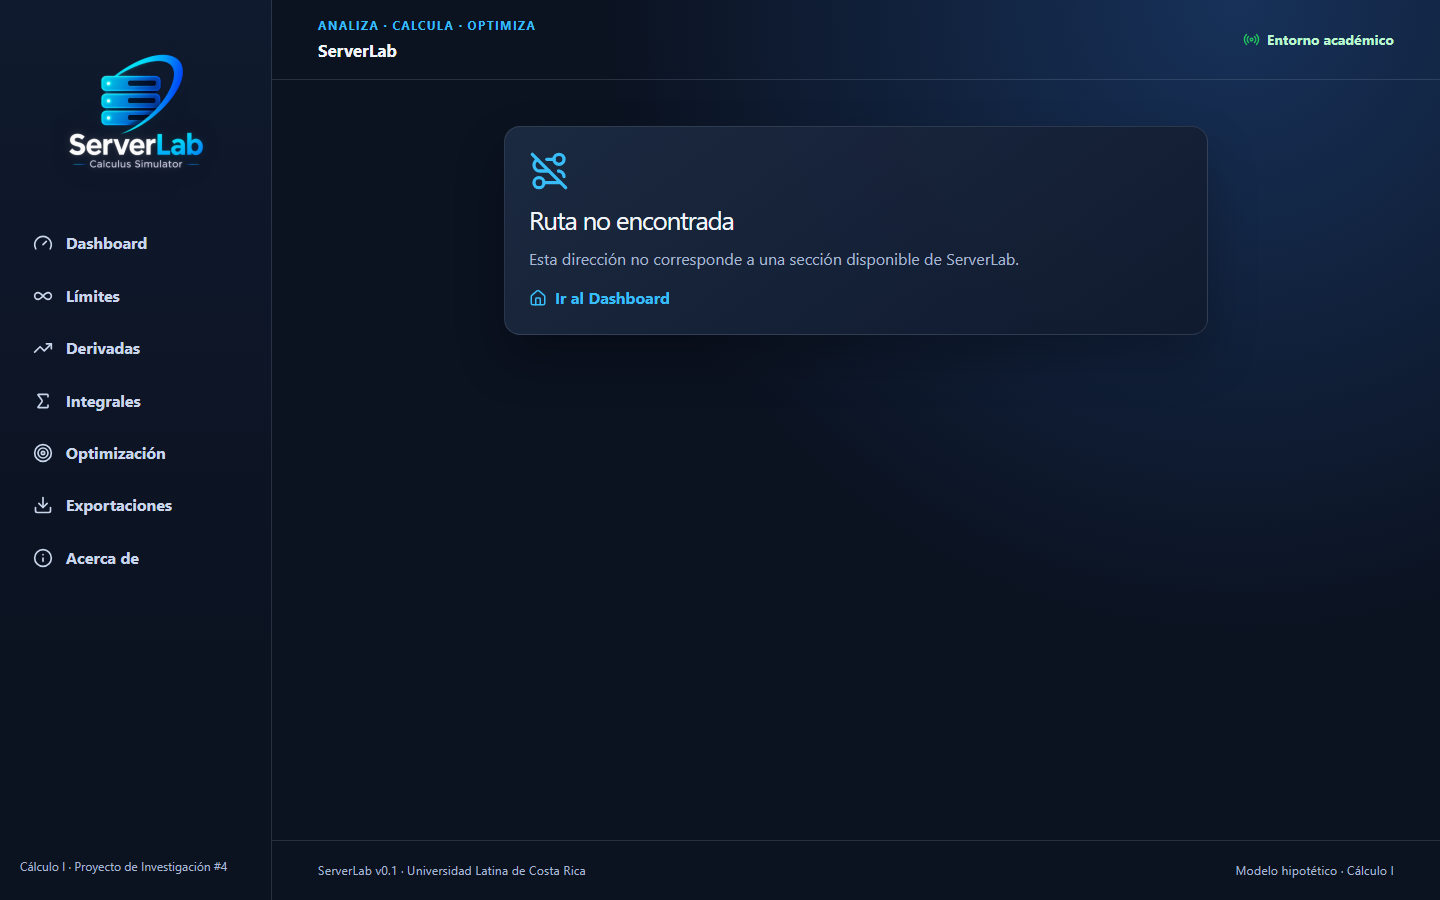 ServerLab
Calculus Simulator
Dashboard
Límites
Derivadas
Integrales
Optimización
Exportaciones
Acerca de
Cálculo I · Proyecto de Investigación #4
ANALIZA · CALCULA · OPTIMIZA
ServerLab
Entorno académico
Ruta no encontrada
Esta dirección no corresponde a una sección disponible de ServerLab.
Ir al Dashboard
ServerLab v0.1 · Universidad Latina de Costa Rica
Modelo hipotético · Cálculo I